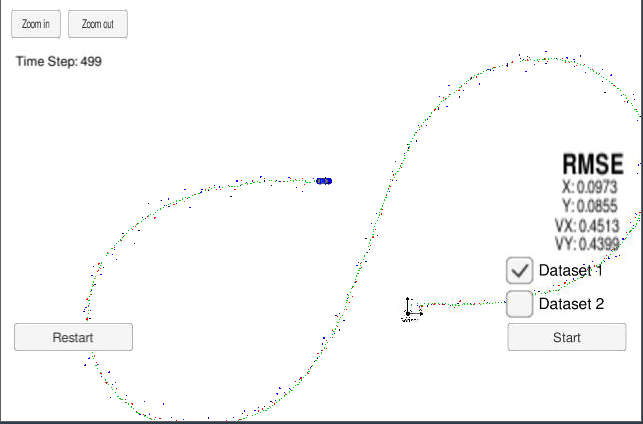 Zoom in Zoom out
Time Step: 499
RMSE
X: 0.0973
Y: 0.0855
VX: 0.4513
VY: 0.4399
Dataset 1
Dataset 2
Restart
Start